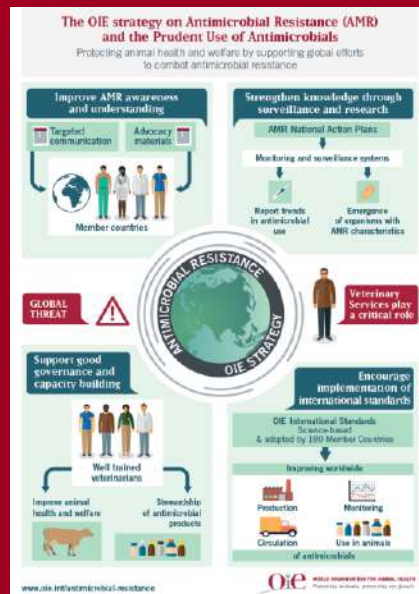 The OIE strategy on Antimicrobial Resistance (AMR)
and the Prudent Use of Antimicrobials
Protecting animal health and welfare by supporting global efforts
to combat antimicrobial resistance
Improve AMR awareness
and understanding
Targeted
communication
Advocacy
materials
Member countries
Strengthen knowledge through
surveillance and research
AMR National Action Plans
Monitoring and surveillance systems
Report trends
in antimicrobial
use
Emergence
of organisms with
AMR characteristics
ANTIMICROBIAL RESISTANCE
OIE STRATEGY
GLOBAL
THREAT
Veterinary
Services play
a critical role
Support good
governance and
capacity building
Well trained
veterinarians
Improve animal
health and welfare
Stewardship
of antimicrobial
products
Encourage
implementation of
international standards
OIE International Standards
Science-based
& adopted by 180 Member Countries
Improving worldwide
Production
Monitoring
Circulation
Use in animals
of antimicrobials
www.oie.int/antimicrobial-resistance
Oie
WORLD ORGANISATION FOR ANIMAL HEALTH
Protecting animals, preserving our future